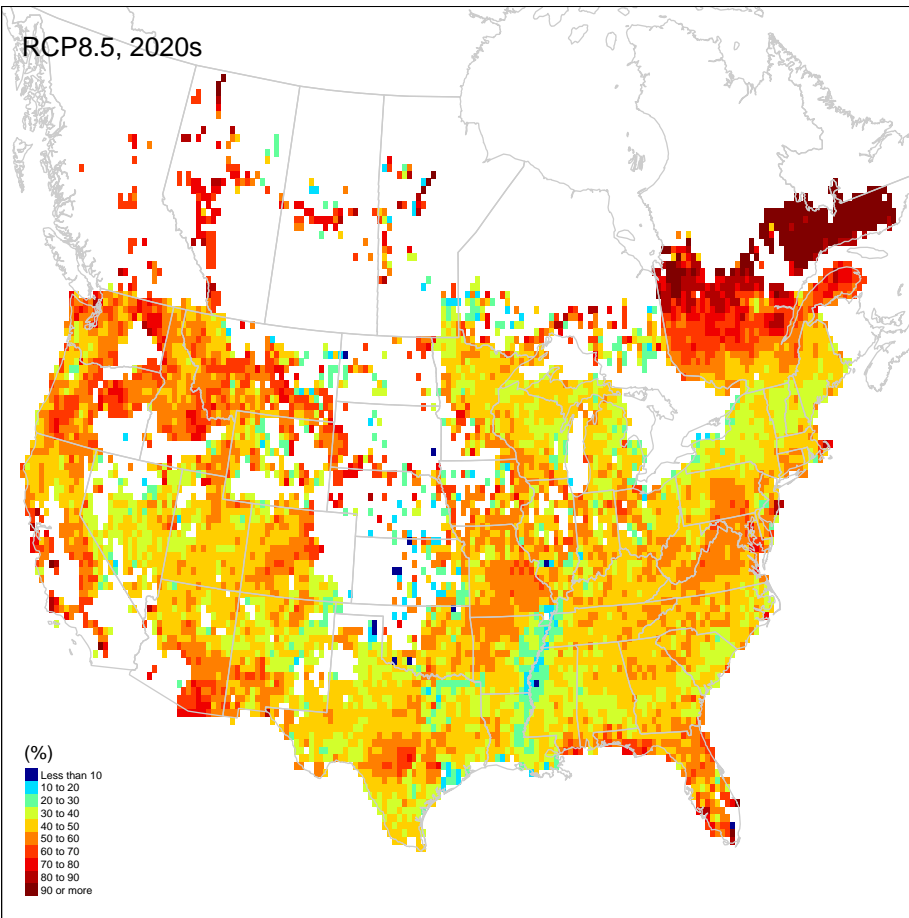 RCP8.5, 2020s
(%)
Less than 10
10 to 20
20 to 30
30 to 40
40 to 50
50 to 60
60 to 70
70 to 80
80 to 90
90 or more